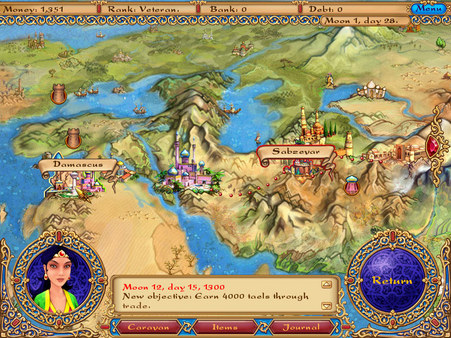 Money: 1,351 Rank: Veteran. Bank: 0 Debt: 0 Menu
Moon 1, day 28.
Sabzevar
Damascus
Moon 12, day 15, 1300
New objective: Earn 4000 taels through
trade.
Return
Caravan Items Journal